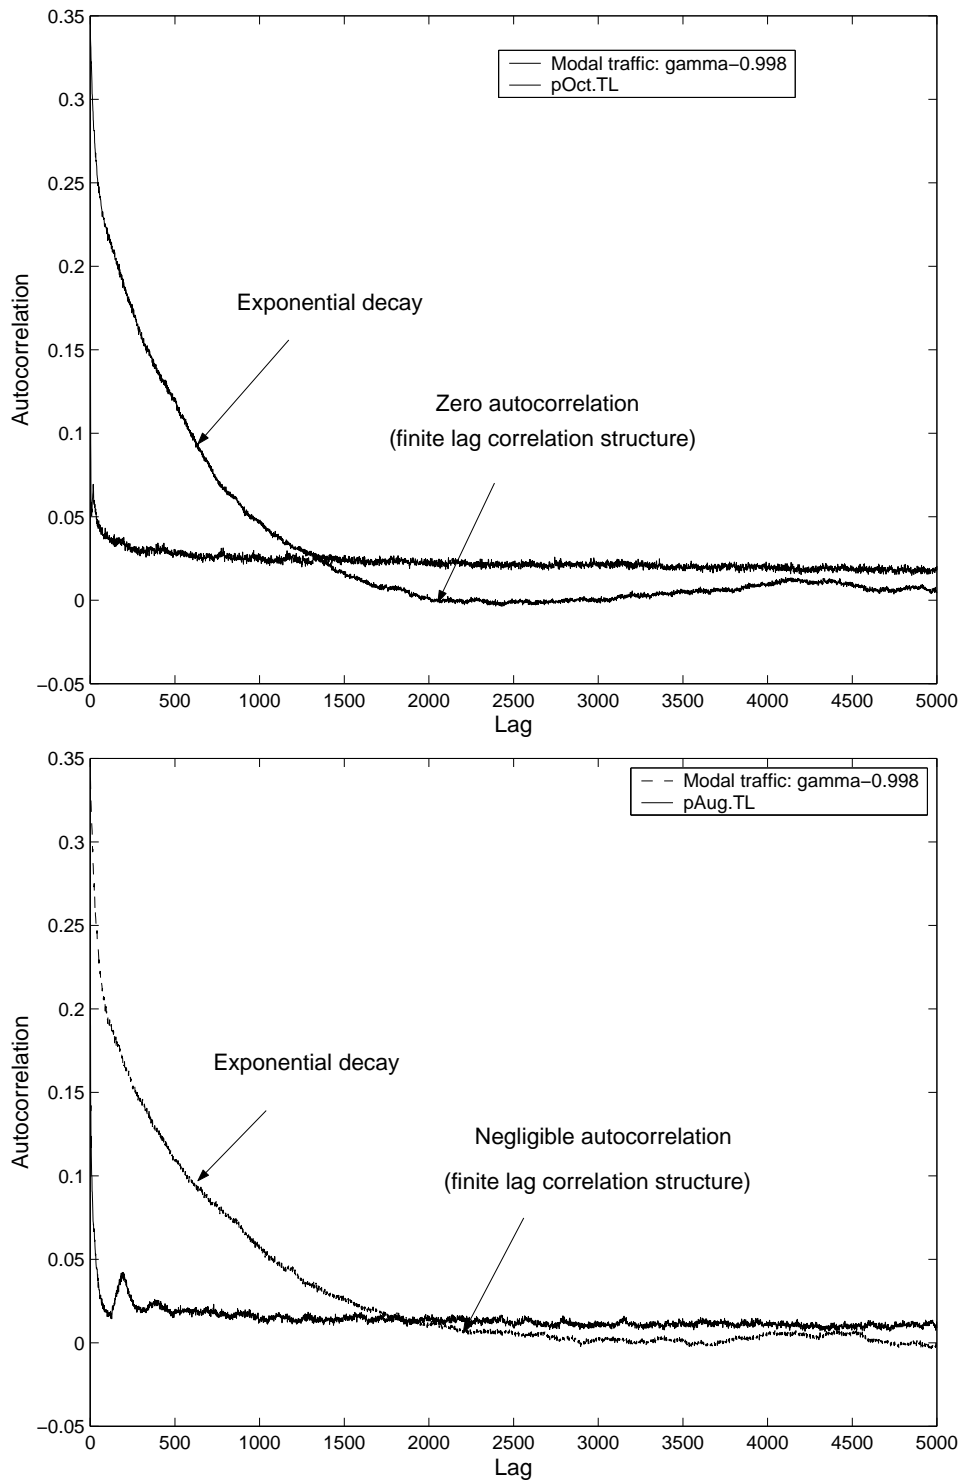 0.35
Modal traffic: gamma−0.998
pOct.TL
0.3
0.25
0.2
Exponential decay
0.15
Zero autocorrelation
(finite lag correlation structure)
0.1
0.05
0
−0.05
Autocorrelation
0 500 1000 1500 2000 2500 3000 3500 4000 4500 5000
Lag
0.35
Modal traffic: gamma−0.998
pAug.TL
0.3
0.25
0.2
Exponential decay
0.15
Negligible autocorrelation
(finite lag correlation structure)
0.1
0.05
0
−0.05
Autocorrelation
0 500 1000 1500 2000 2500 3000 3500 4000 4500 5000
Lag